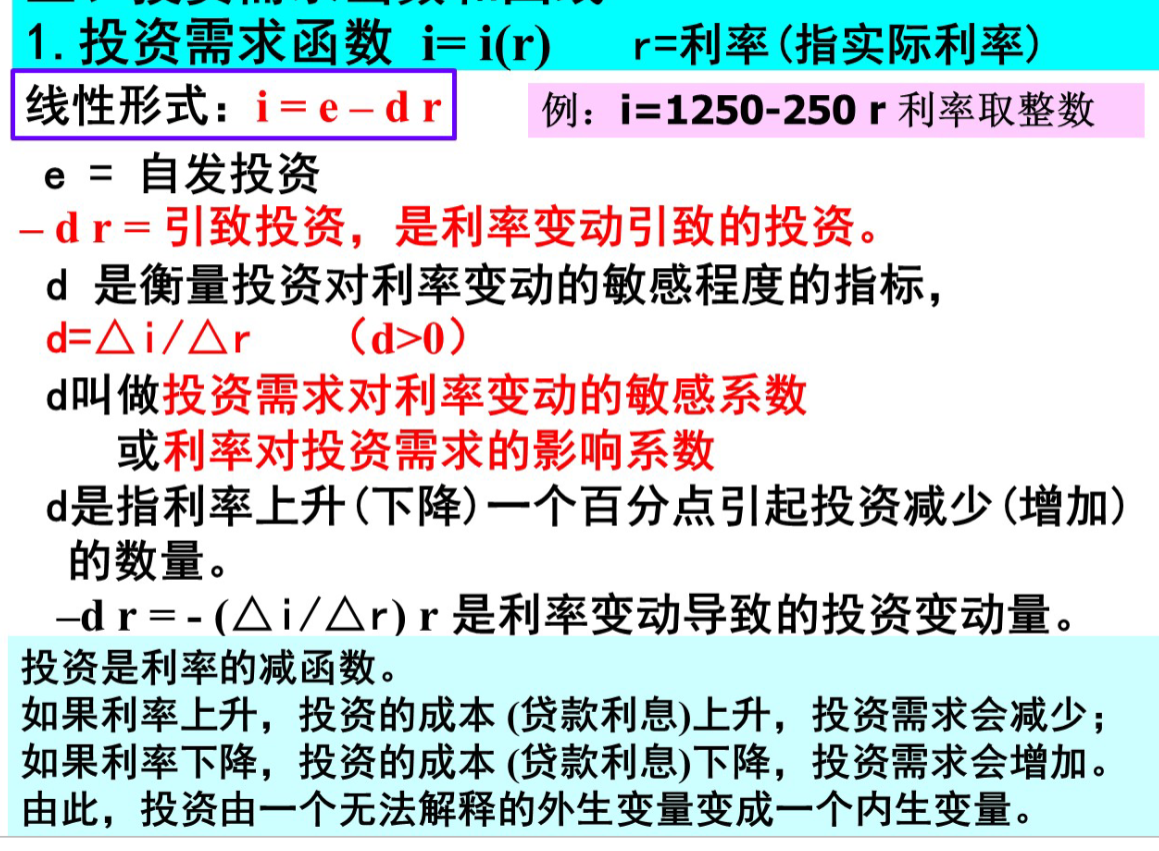 1.投资需求函数 i= i(r) r=利率(指实际利率)
线性形式：i = e – d r
例：i=1250-250 r 利率取整数
e = 自发投资
– d r = 引致投资，是利率变动引致的投资。
d 是衡量投资对利率变动的敏感程度的指标，
d=△i/△r （d>0）
d叫做投资需求对利率变动的敏感系数
或利率对投资需求的影响系数
d是指利率上升(下降)一个百分点引起投资减少(增加)
的数量。
–d r = - (△i/△r) r 是利率变动导致的投资变动量。
投资是利率的减函数。
如果利率上升，投资的成本 (贷款利息)上升，投资需求会减少；
如果利率下降，投资的成本 (贷款利息)下降，投资需求会增加。
由此，投资由一个无法解释的外生变量变成一个内生变量。